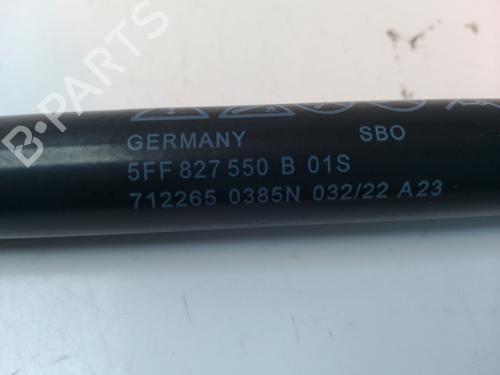 GERMANY SBO
5FF 827 550 B 01S
712265 0385N 032/22 A23
B-PARTS